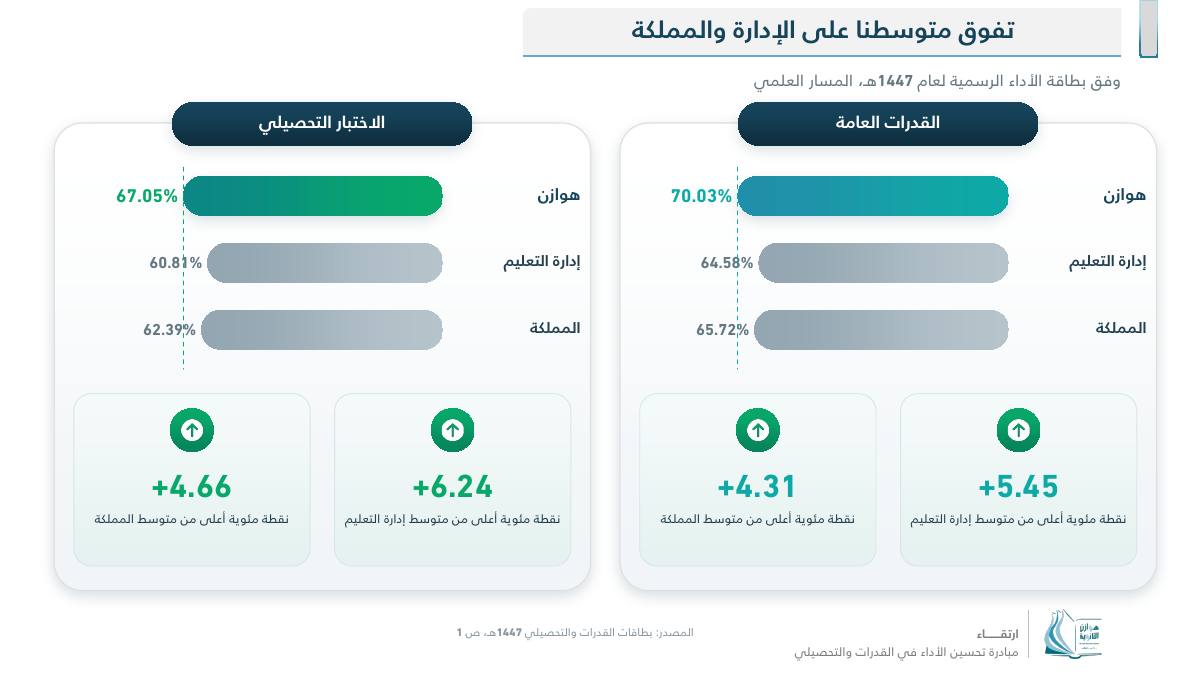 تفوق متوسطنا على الإدارة والمملكة
وفق بطاقة الأداء الرسمية لعام 1447هـ، المسار العلمي
القدرات العامة
هوازن
70.03%
إدارة التعليم
64.58%
المملكة
65.72%
+5.45
نقطة مئوية أعلى من متوسط إدارة التعليم
+4.31
نقطة مئوية أعلى من متوسط المملكة
الاختبار التحصيلي
هوازن
67.05%
إدارة التعليم
60.81%
المملكة
62.39%
+6.24
نقطة مئوية أعلى من متوسط إدارة التعليم
+4.66
نقطة مئوية أعلى من متوسط المملكة
هوازن
الثانوية
ارتقـــــاء
مبادرة تحسين الأداء في القدرات والتحصيلي
المصدر: بطاقات القدرات والتحصيلي 1447هـ، ص 1